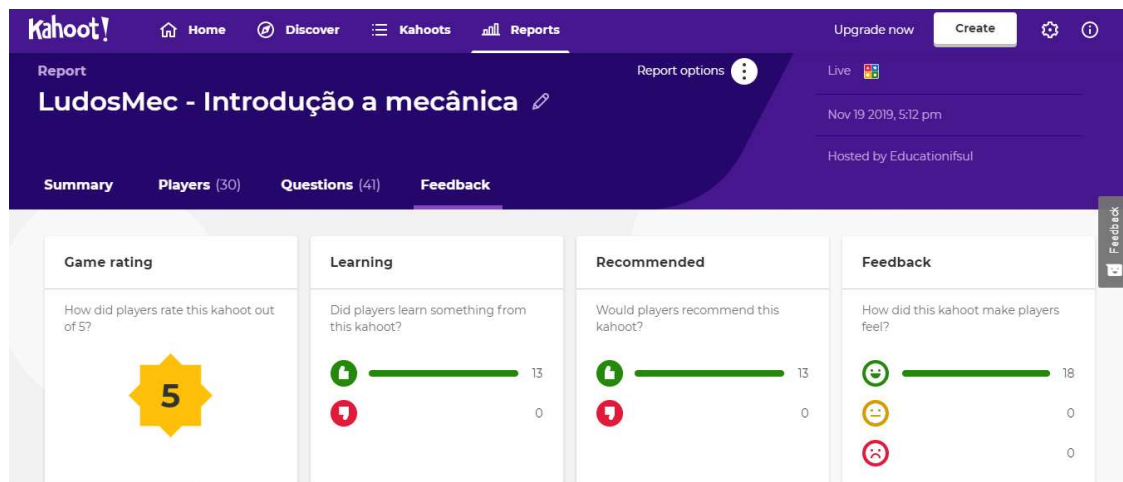 Kahoot! Home Discover Kahoots Reports Upgrade now Create
Report
Report options
LudosMec - Introdução a mecânica
Live
Nov 19 2019, 5:12 pm
Hosted by Educationifsul
Summary Players (30) Questions (41) Feedback
Feedback
Game rating
How did players rate this kahoot out
of 5?
5
Learning
Did players learn something from
this kahoot?
13
0
Recommended
Would players recommend this
kahoot?
13
0
Feedback
How did this kahoot make players
feel?
18
0
0